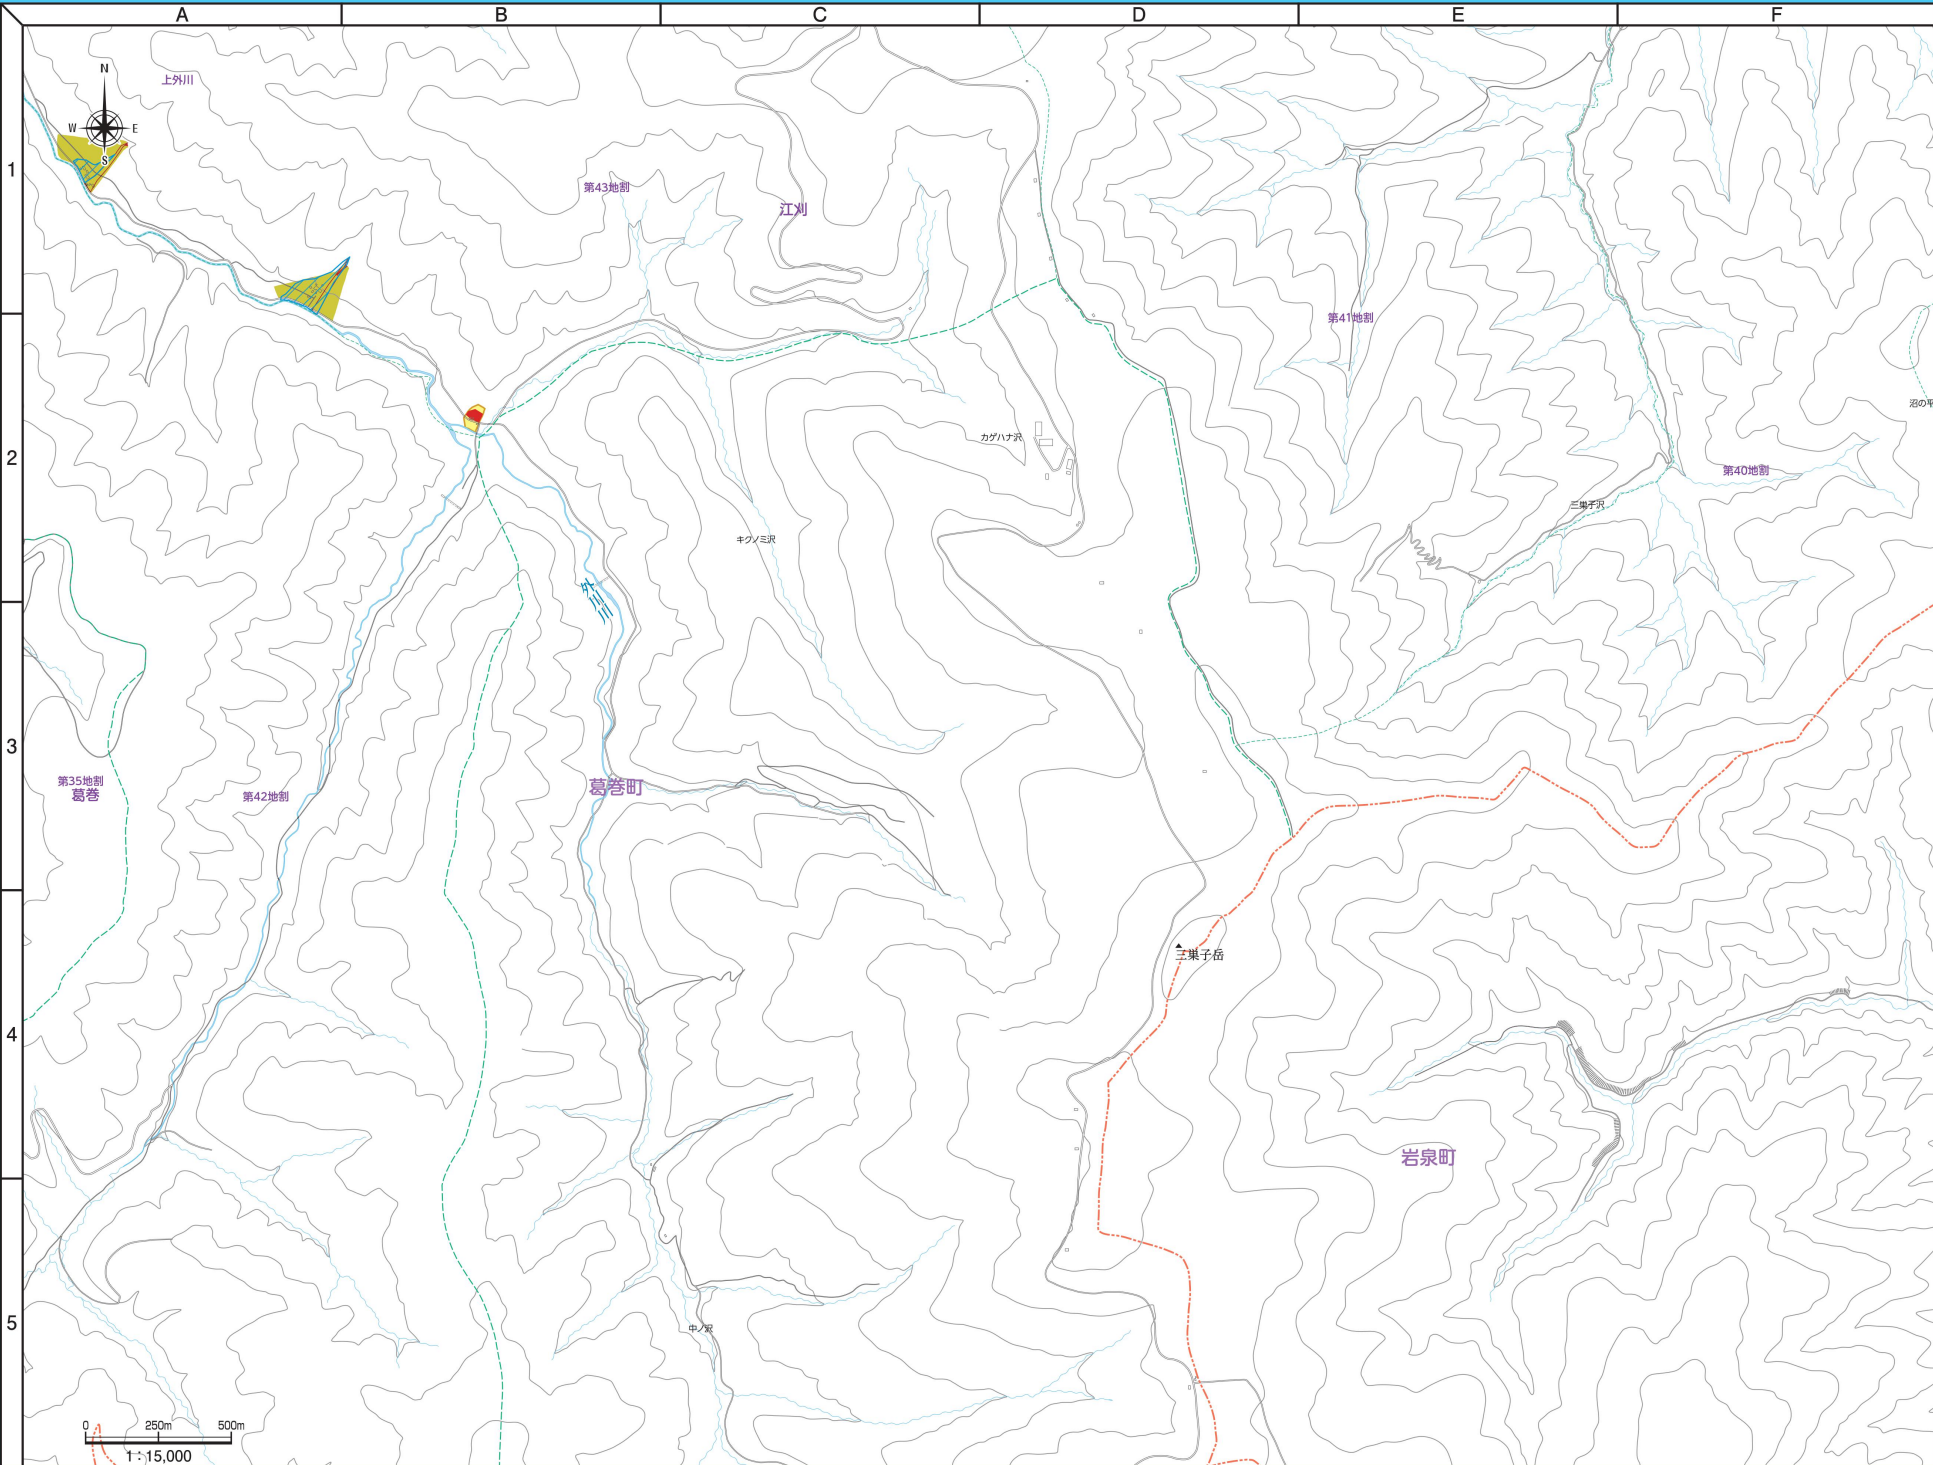 A B C D E F
N
上外川
W E
S
1
第43地割
江刈
第41地割
沼の平
カゲハナ沢
2
第40地割
三巣子沢
キクノミ沢
外川川
3
第35地割
葛巻
第42地割
葛巻町
三巣子岳
4
岩泉町
5
中ノ沢
0 250m 500m
1:15,000